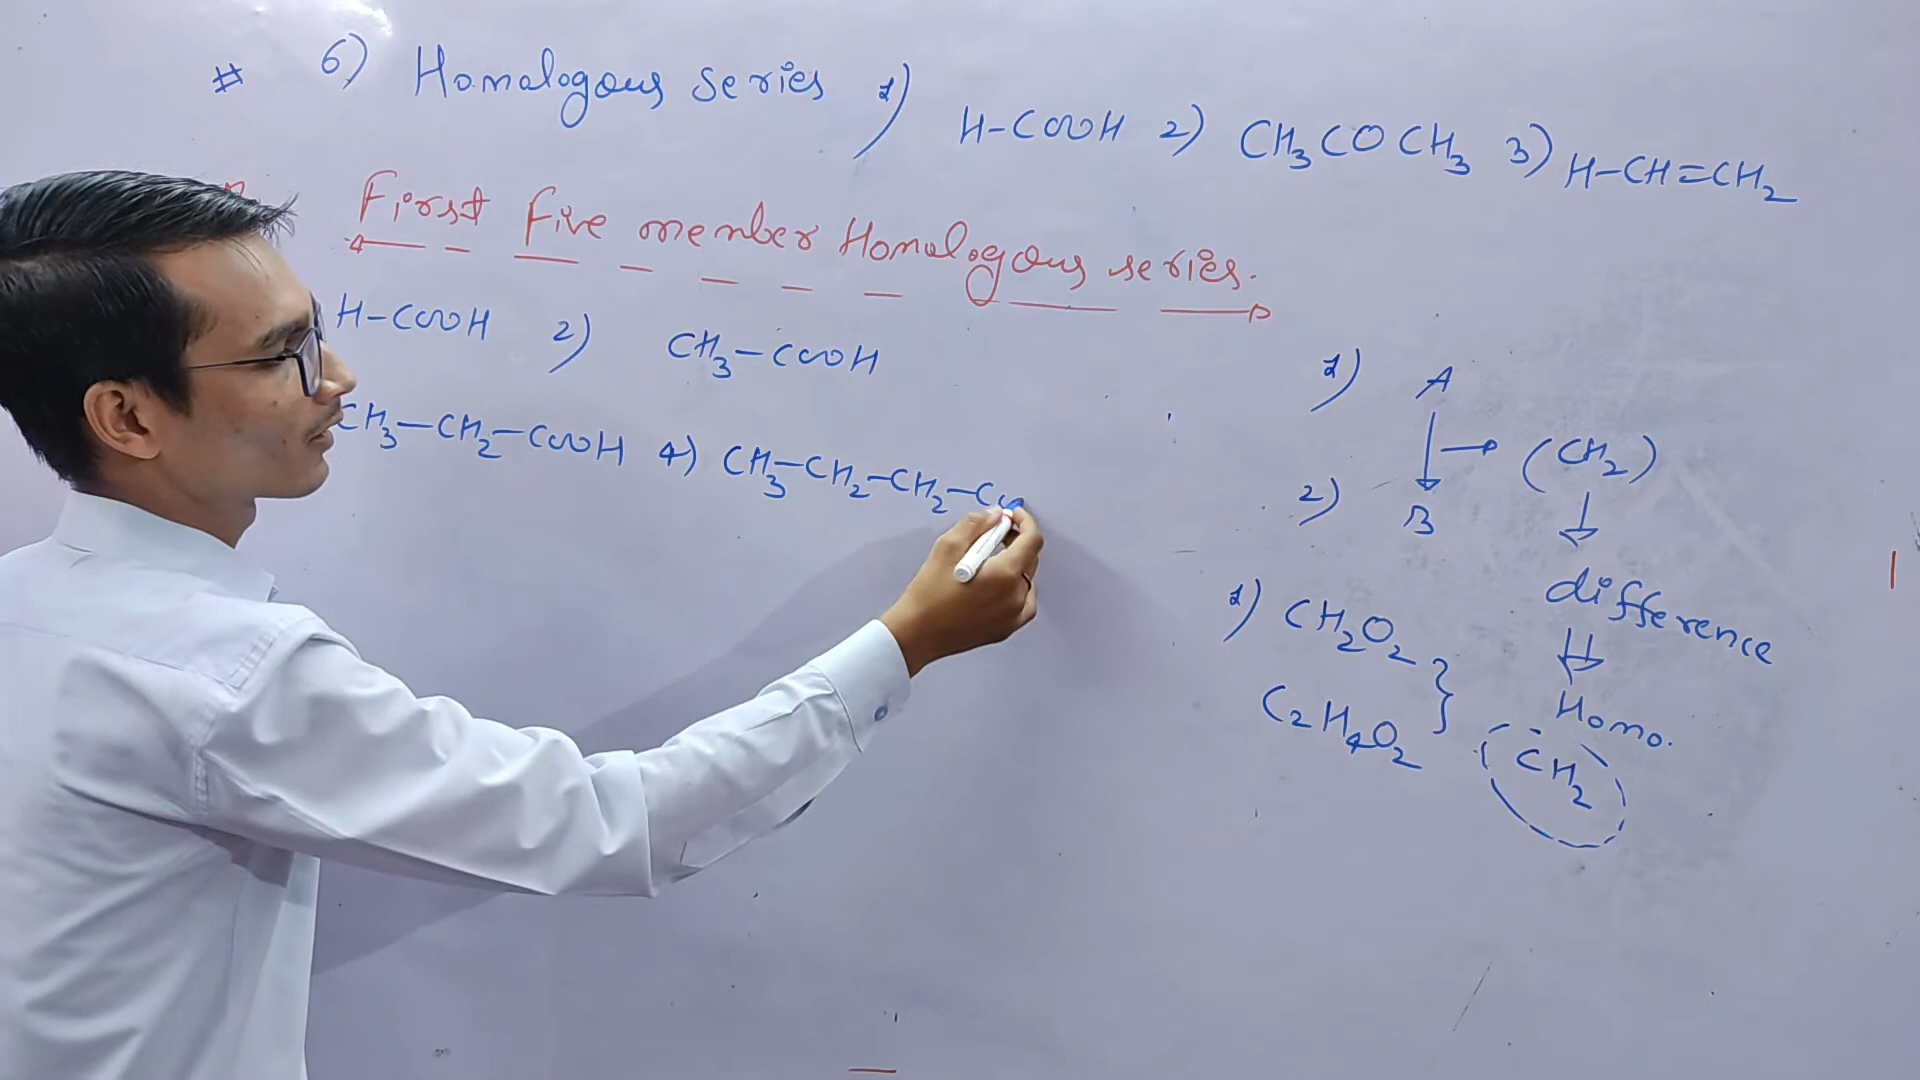 # 6) Homologous series 1) H-COOH 2) CH₃COCH₃ 3) H-CH=CH₂
First five member Homologous series.
H-COOH 2) CH₃-COOH
CH₃-CH₂-COOH 4) CH₃-CH₂-CH₂-Co
1) A
(CH₂)
2) B
difference
Homo.
CH₂
1) CH₂O₂
C₂H₄O₂